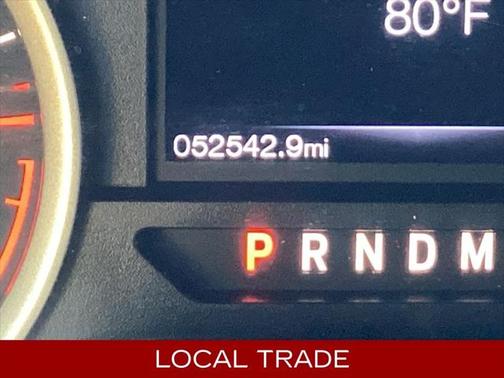 80°F
052542.9mi
P R N D M
LOCAL TRADE